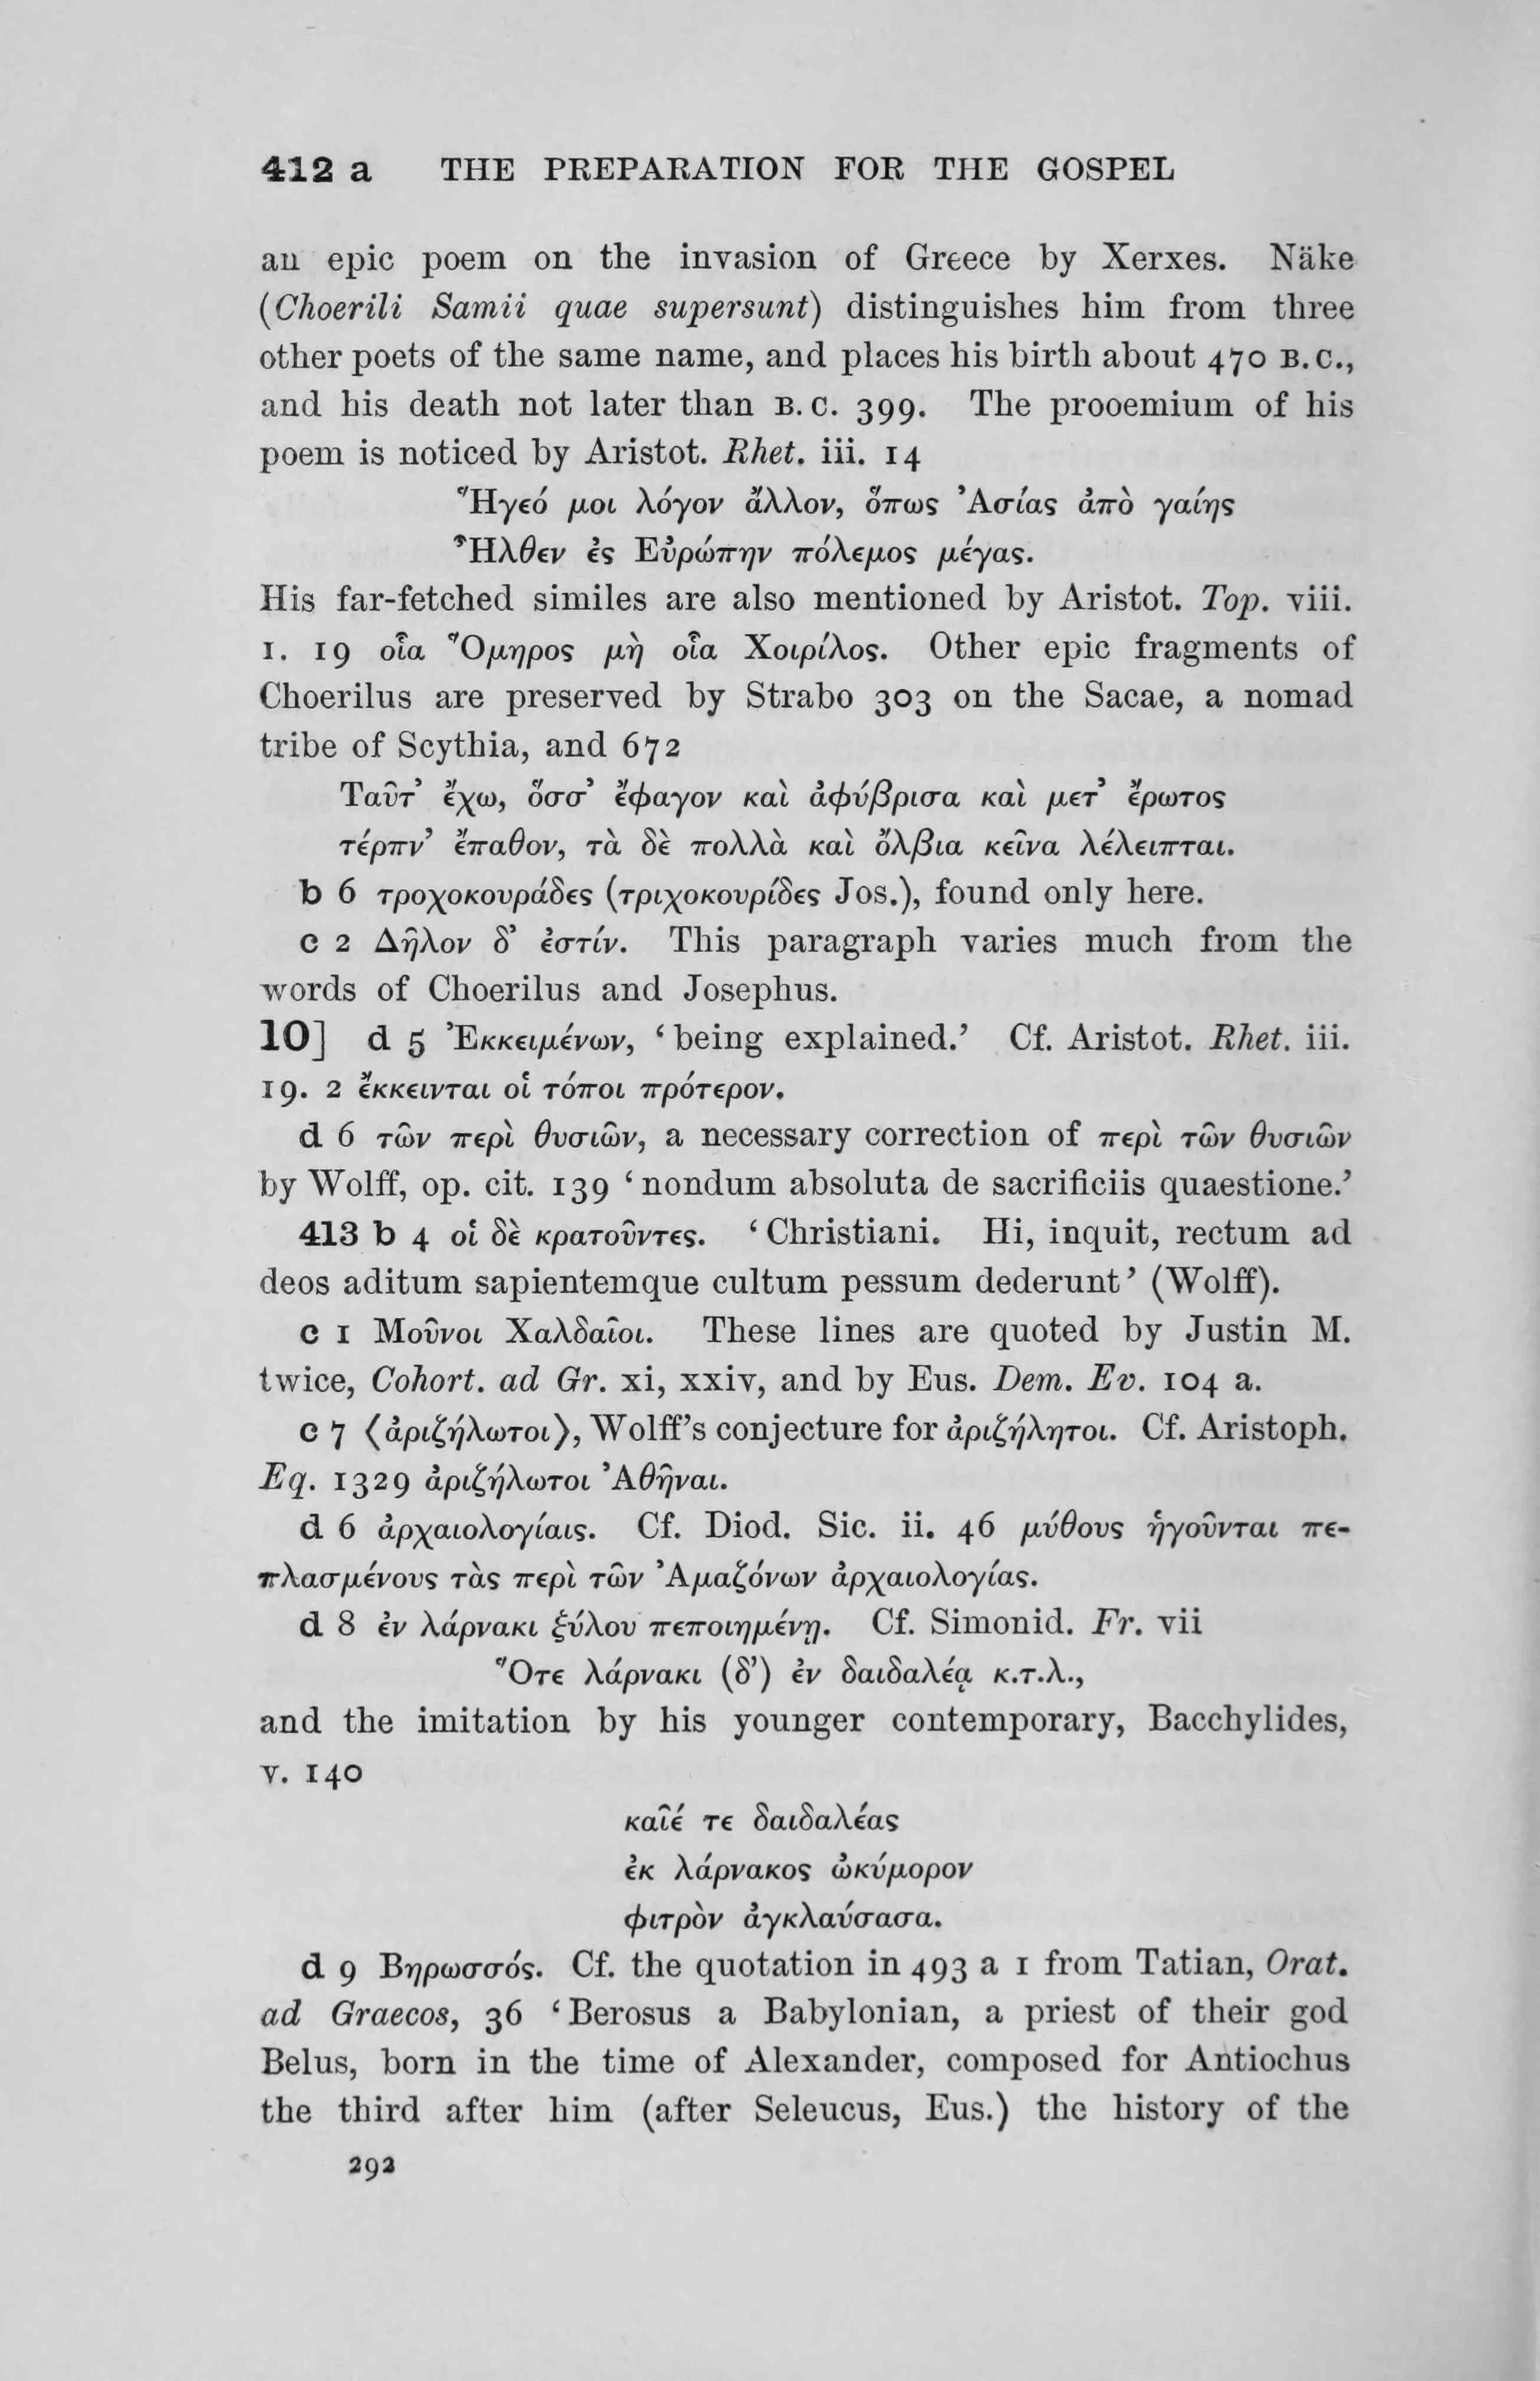 412 a THE PREPARATION FOR THE GOSPEL
an epic poem on the invasion of Greece by Xerxes. Näke
(Choerili Samii quae supersunt) distinguishes him from three
other poets of the same name, and places his birth about 470 B.C.,
and his death not later than B.C. 399. The prooemium of his
poem is noticed by Aristot. Rhet. iii. 14
Ἥγεό μοι λόγον ἄλλον, ὅπως Ἀσίας ἀπὸ γαίης
Ἦλθεν ἐς Εὐρώπην πόλεμος μέγας.
His far-fetched similes are also mentioned by Aristot. Top. viii.
1. 19 οἷα Ὅμηρος μὴ οἷα Χοιρίλος. Other epic fragments of
Choerilus are preserved by Strabo 303 on the Sacae, a nomad
tribe of Scythia, and 672
Ταῦτ’ ἔχω, ὅσσ’ ἔφαγον καὶ ἀφύβρισα καὶ μετ’ ἔρωτος
τέρπν’ ἔπαθον, τὰ δὲ πολλὰ καὶ ὄλβια κεῖνα λέλειπται.
b 6 τροχοκουράδες (τριχοκουρίδες Jos.), found only here.
c 2 Δῆλον δ’ ἐστίν. This paragraph varies much from the
words of Choerilus and Josephus.
10] d 5 Ἐκκειμένων, ‘being explained.’ Cf. Aristot. Rhet. iii.
19. 2 ἔκκεινται οἱ τόποι πρότερον.
d 6 τῶν περὶ θυσιῶν, a necessary correction of περὶ τῶν θυσιῶν
by Wolff, op. cit. 139 ‘nondum absoluta de sacrificiis quaestione.’
413 b 4 οἱ δὲ κρατοῦντες. ‘Christiani. Hi, inquit, rectum ad
deos aditum sapientemque cultum pessum dederunt’ (Wolff).
c 1 Μοῦνοι Χαλδαῖοι. These lines are quoted by Justin M.
twice, Cohort. ad Gr. xi, xxiv, and by Eus. Dem. Ev. 104 a.
c 7 ⟨ἀριζήλωτοι⟩, Wolff’s conjecture for ἀριζήλητοι. Cf. Aristoph.
Eq. 1329 ἀριζήλωτοι Ἀθῆναι.
d 6 ἀρχαιολογίαις. Cf. Diod. Sic. ii. 46 μύθους ἡγοῦνται πε-
πλασμένους τὰς περὶ τῶν Ἀμαζόνων ἀρχαιολογίας.
d 8 ἐν λάρνακι ξύλου πεποιημένῃ. Cf. Simonid. Fr. vii
Ὅτε λάρνακι (δ’) ἐν δαιδαλέᾳ κ.τ.λ.,
and the imitation by his younger contemporary, Bacchylides,
v. 140
καῖέ τε δαιδαλέας
ἐκ λάρνακος ὠκύμορον
φιτρὸν ἀγκλαύσασα.
d 9 Βηρωσσός. Cf. the quotation in 493 a 1 from Tatian, Orat.
ad Graecos, 36 ‘Berosus a Babylonian, a priest of their god
Belus, born in the time of Alexander, composed for Antiochus
the third after him (after Seleucus, Eus.) the history of the
292